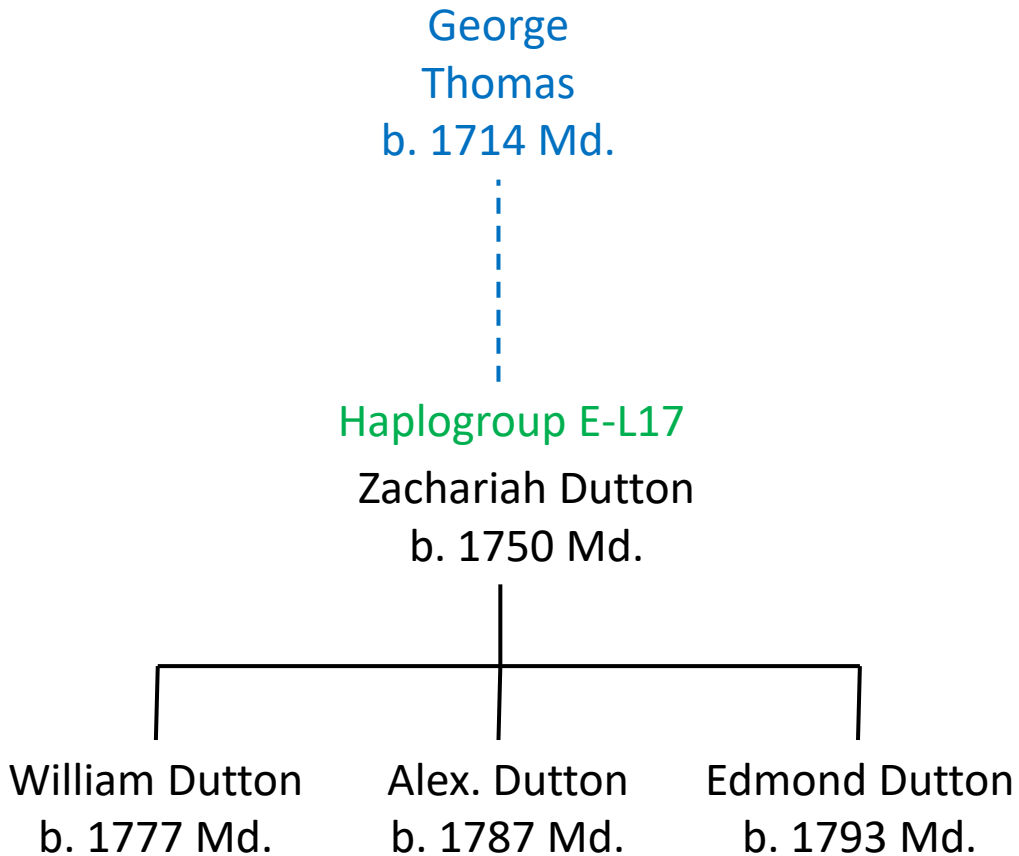 George
Thomas
b. 1714 Md.
Haplogroup E-L17
Zachariah Dutton
b. 1750 Md.
William Dutton
b. 1777 Md.
Alex. Dutton
b. 1787 Md.
Edmond Dutton
b. 1793 Md.